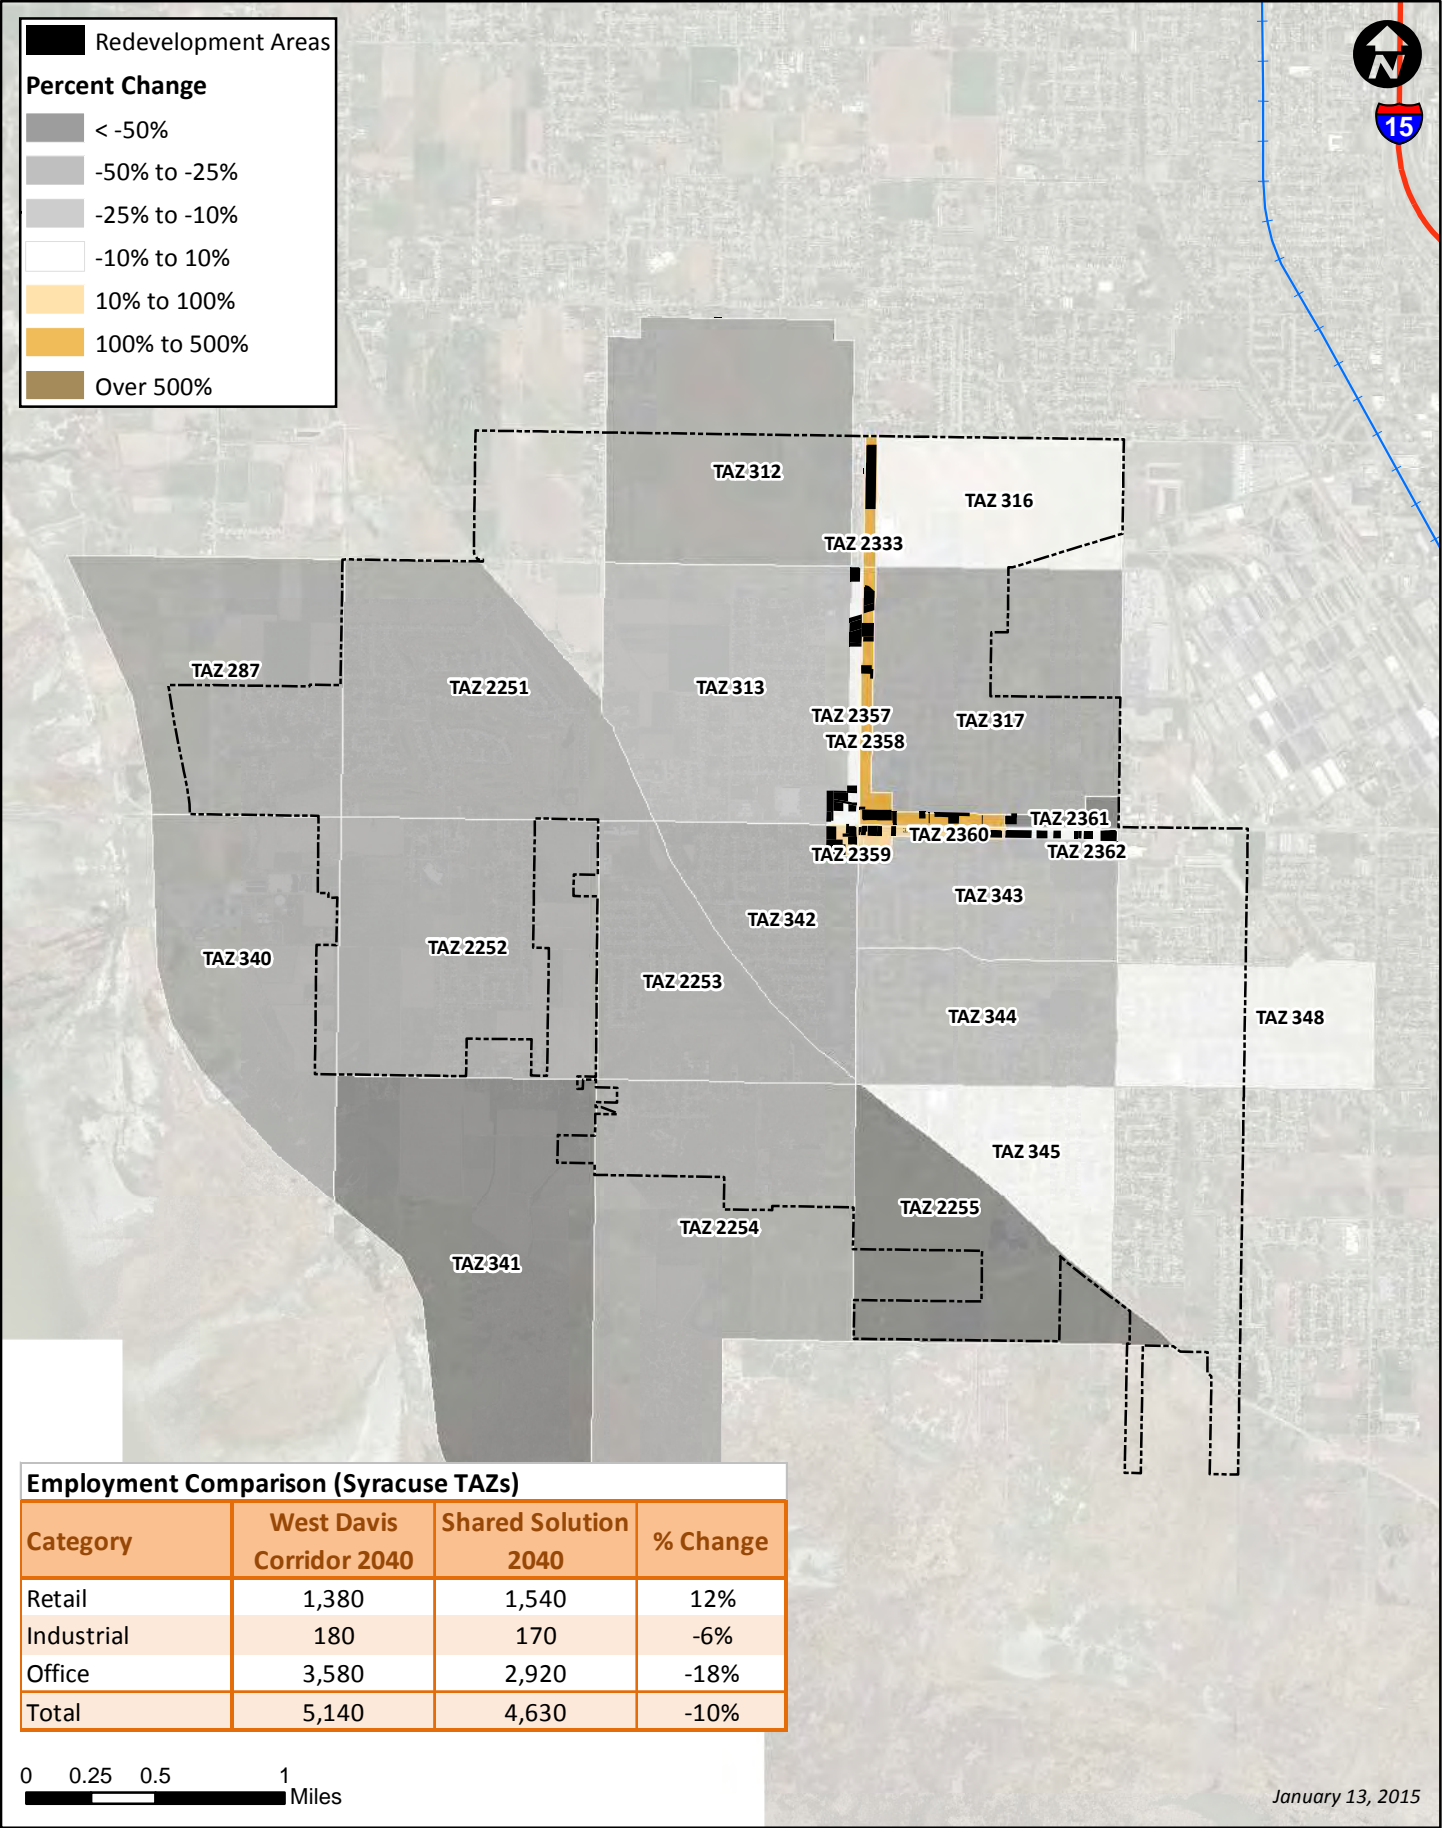 Redevelopment Areas
Percent Change
< -50%
-50% to -25%
-25% to -10%
-10% to 10%
10% to 100%
100% to 500%
Over 500%
N
15
TAZ 312
TAZ 316
TAZ 2333
TAZ 287
TAZ 2251
TAZ 313
TAZ 2357
TAZ 317
TAZ 2358
TAZ 2361
TAZ 2360
TAZ 2359
TAZ 2362
TAZ 343
TAZ 342
TAZ 2252
TAZ 340
TAZ 2253
TAZ 344
TAZ 348
TAZ 345
TAZ 2255
TAZ 2254
TAZ 341
Employment Comparison (Syracuse TAZs)
Category West Davis Corridor 2040 Shared Solution 2040 % Change
Retail 1,380 1,540 12%
Industrial 180 170 -6%
Office 3,580 2,920 -18%
Total 5,140 4,630 -10%
0 0.25 0.5 1
Miles
January 13, 2015